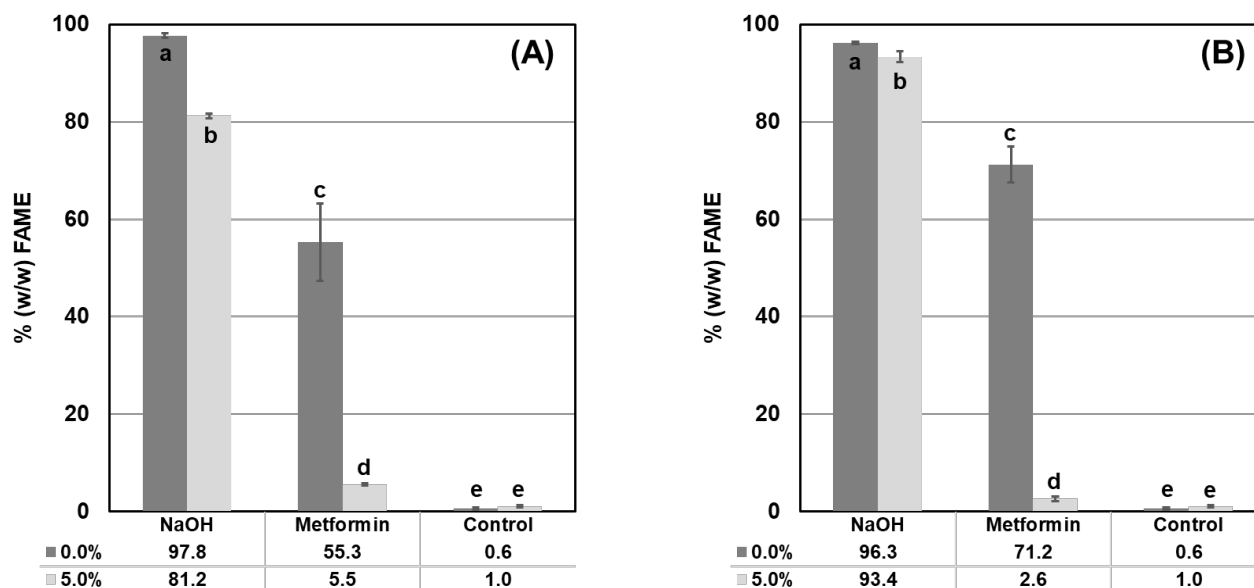 (A)
% (w/w) FAME
100
80
60
40
20
0
a
b
c
d
e e
NaOH Metformin Control
0.0% 97.8 55.3 0.6
5.0% 81.2 5.5 1.0
(B)
% (w/w) FAME
100
80
60
40
20
0
a
b
c
d
e e
NaOH Metformin Control
0.0% 96.3 71.2 0.6
5.0% 93.4 2.6 1.0